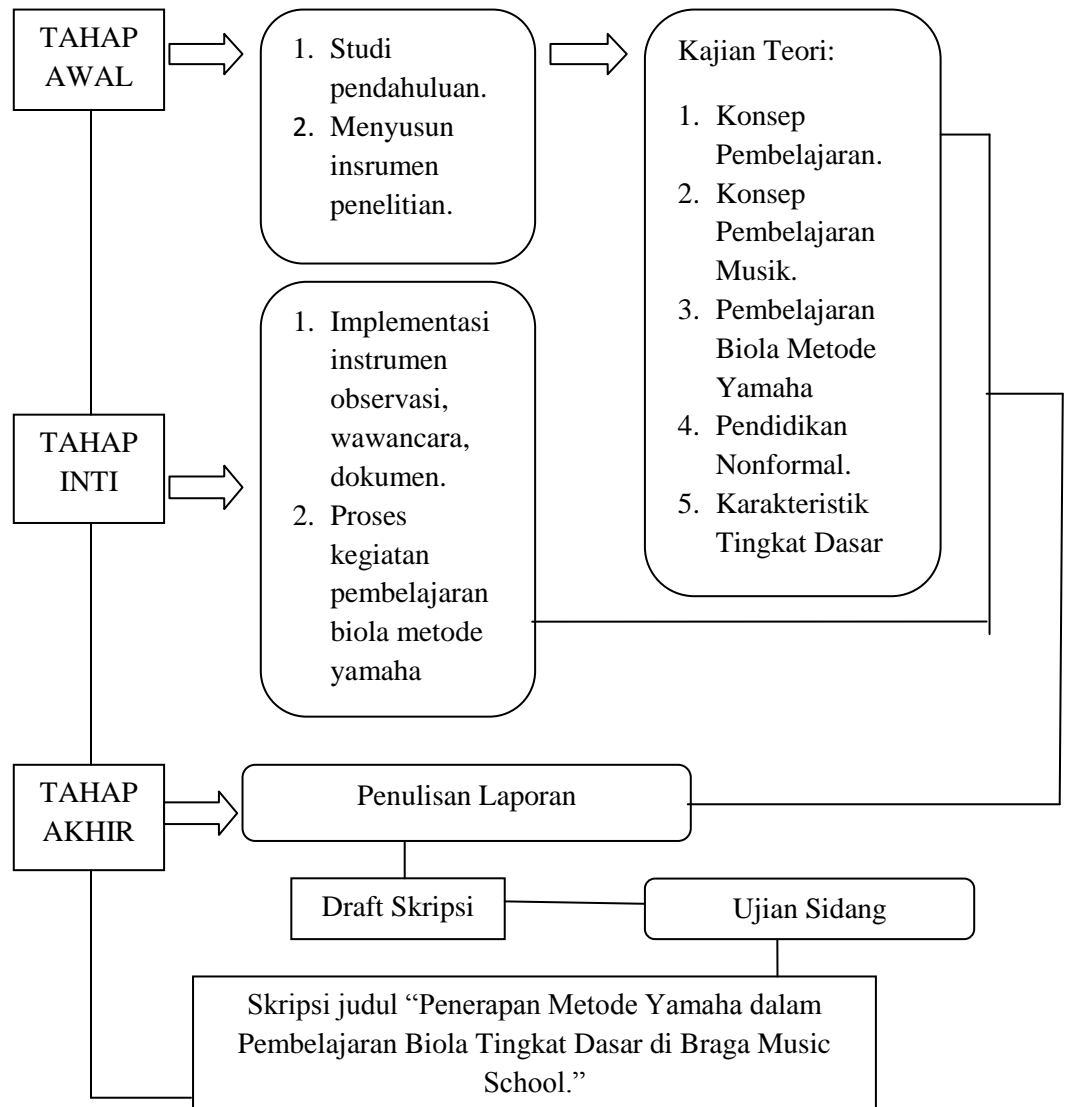 TAHAP
AWAL
1. Studi
pendahuluan.
2. Menyusun
insrumen
penelitian.
Kajian Teori:
1. Konsep
Pembelajaran.
2. Konsep
Pembelajaran
Musik.
3. Pembelajaran
Biola Metode
Yamaha
4. Pendidikan
Nonformal.
5. Karakteristik
Tingkat Dasar
TAHAP
INTI
1. Implementasi
instrumen
observasi,
wawancara,
dokumen.
2. Proses
kegiatan
pembelajaran
biola metode
yamaha
TAHAP
AKHIR
Penulisan Laporan
Draft Skripsi
Ujian Sidang
Skripsi judul “Penerapan Metode Yamaha dalam
Pembelajaran Biola Tingkat Dasar di Braga Music
School.”